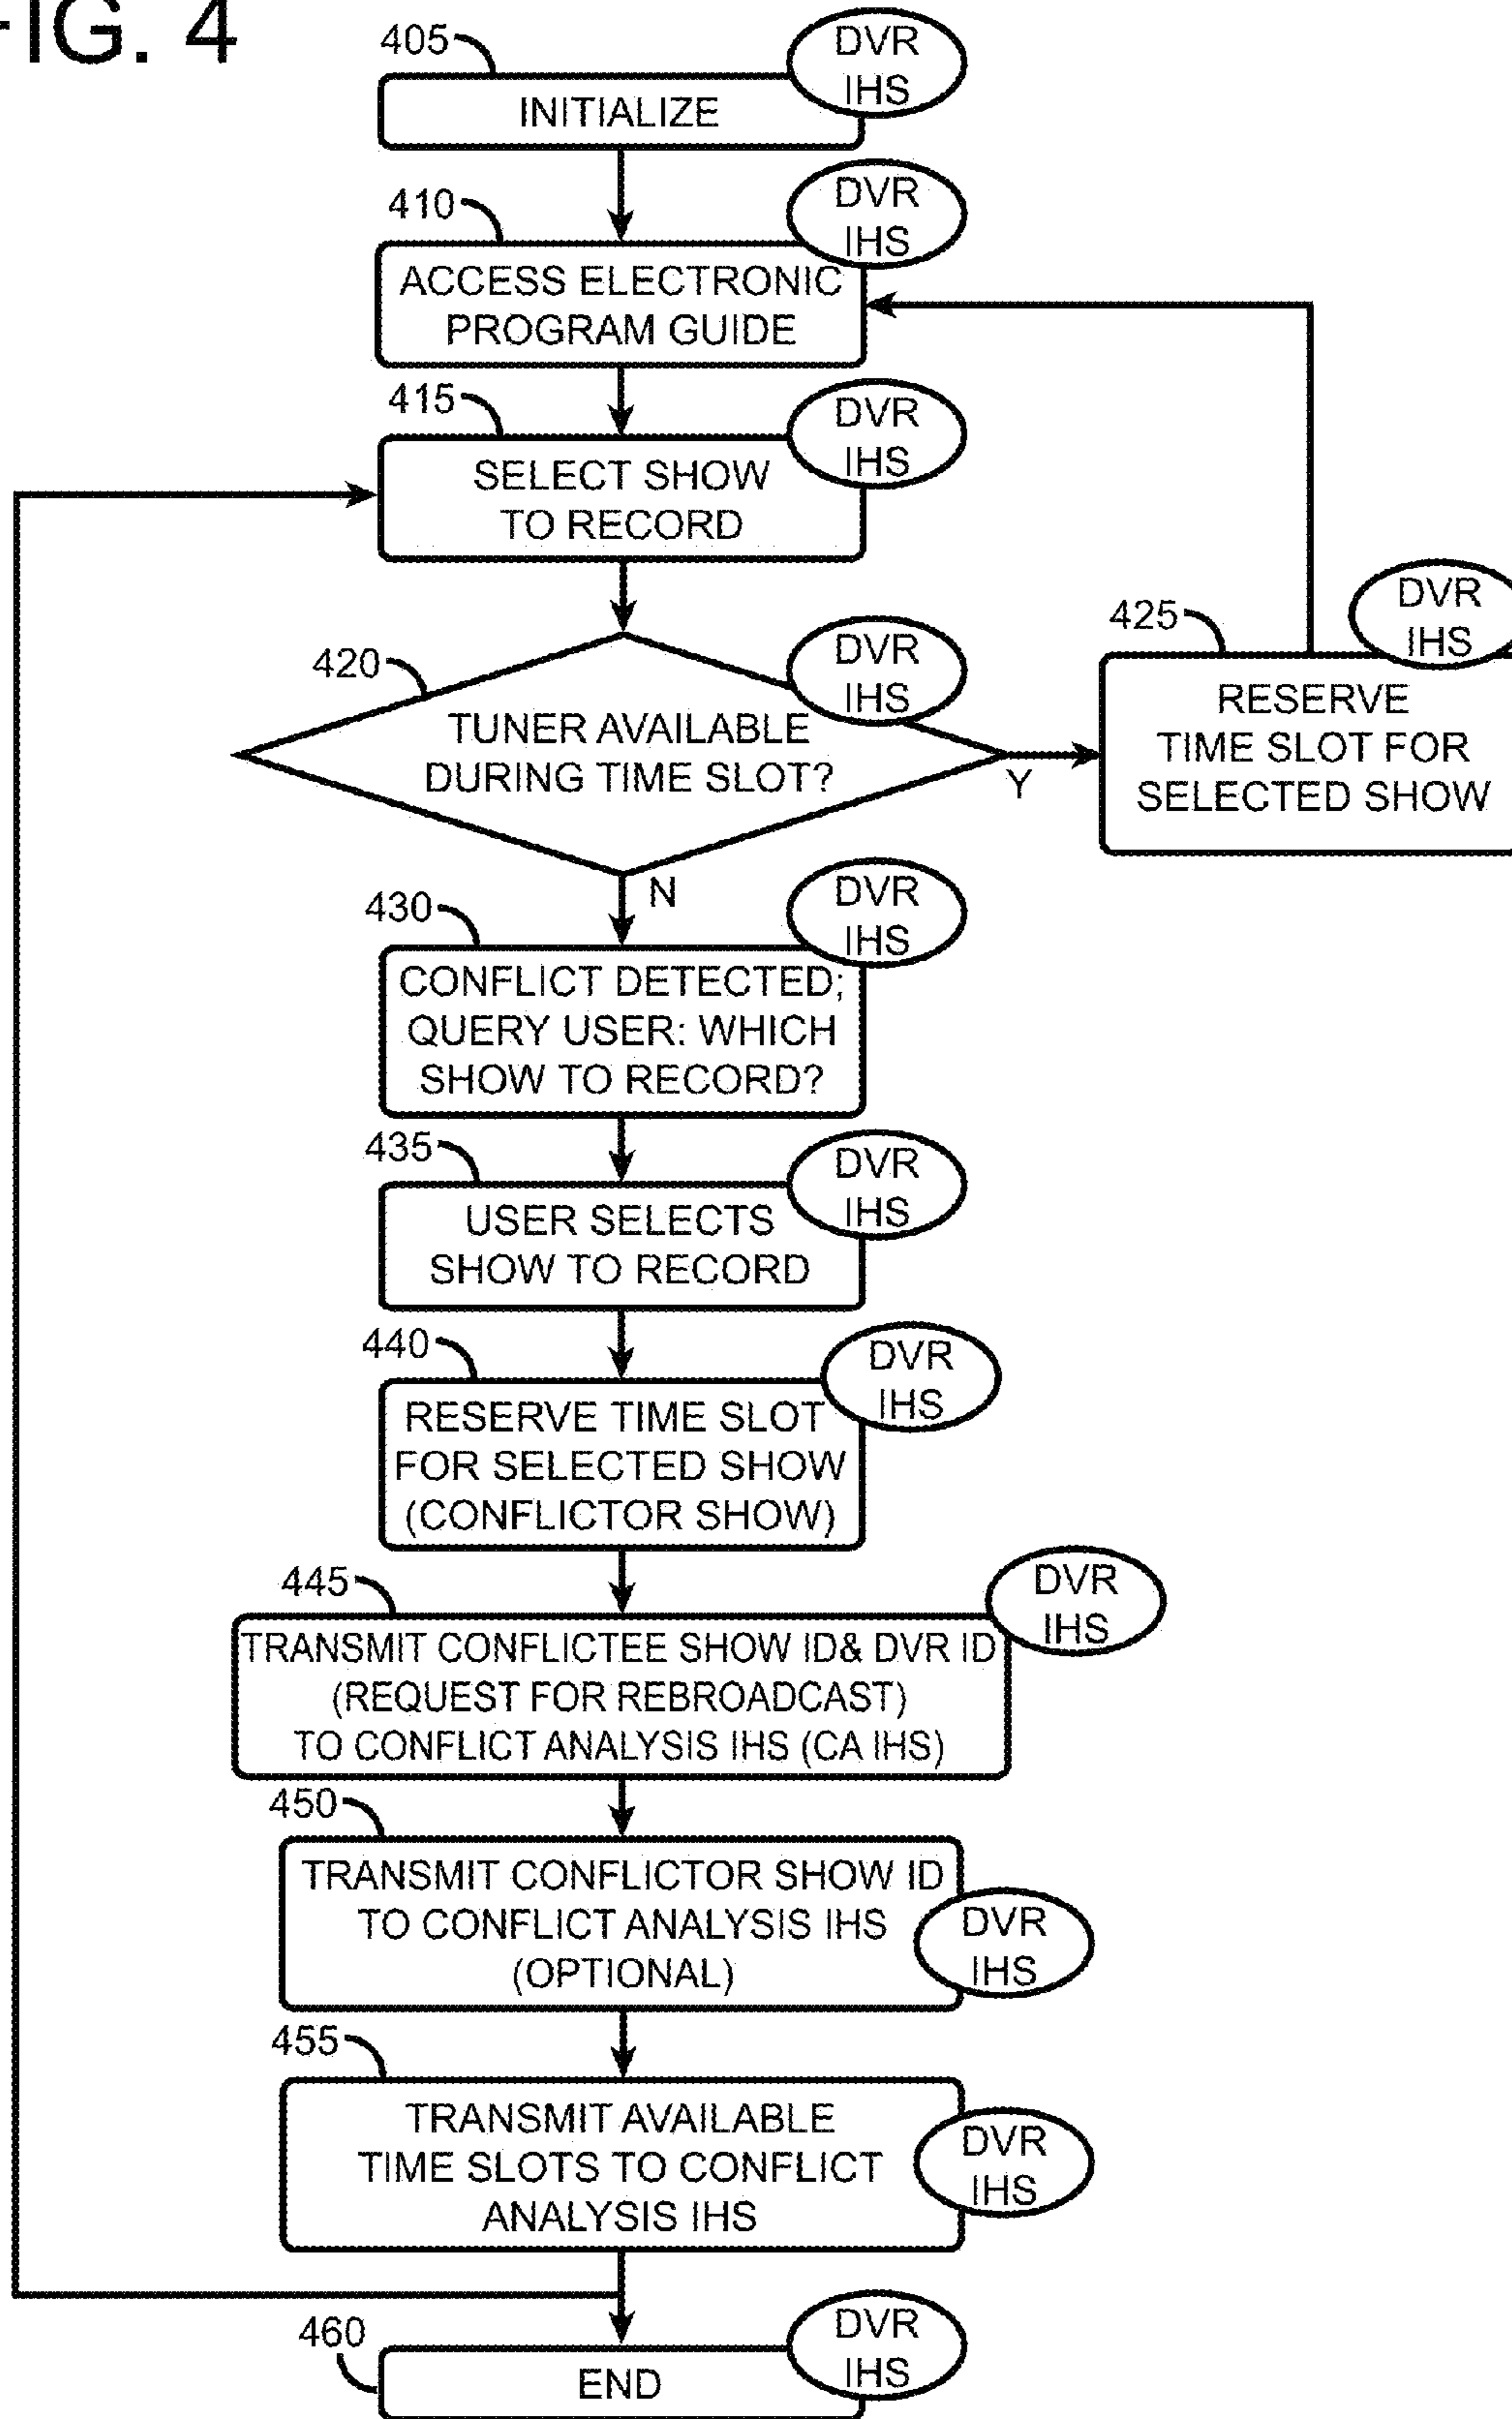 FIG. 4
405
DVR
IHS
INITIALIZE
410
DVR
IHS
ACCESS ELECTRONIC
PROGRAM GUIDE
415
DVR
IHS
SELECT SHOW
TO RECORD
420
DVR
IHS
TUNER AVAILABLE
DURING TIME SLOT?
Y
N
425
DVR
IHS
RESERVE
TIME SLOT FOR
SELECTED SHOW
430
DVR
IHS
CONFLICT DETECTED;
QUERY USER: WHICH
SHOW TO RECORD?
435
DVR
IHS
USER SELECTS
SHOW TO RECORD
440
DVR
IHS
RESERVE TIME SLOT
FOR SELECTED SHOW
(CONFLICTOR SHOW)
445
DVR
IHS
TRANSMIT CONFLICTEE SHOW ID& DVR ID
(REQUEST FOR REBROADCAST)
TO CONFLICT ANALYSIS IHS (CA IHS)
450
TRANSMIT CONFLICTOR SHOW ID
TO CONFLICT ANALYSIS IHS
(OPTIONAL)
DVR
IHS
455
TRANSMIT AVAILABLE
TIME SLOTS TO CONFLICT
ANALYSIS IHS
DVR
IHS
460
DVR
IHS
END